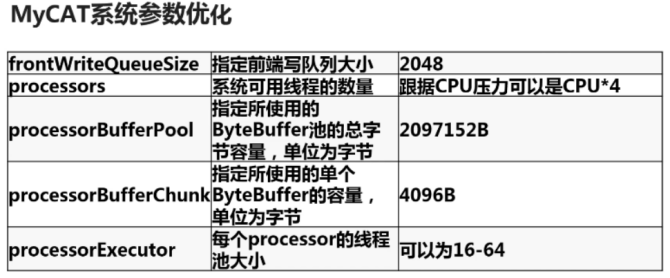 MyCAT系统参数优化
frontWriteQueueSize 指定前端写队列大小 2048
processors 系统可用线程的数量 跟据CPU压力可以是CPU*4
指定所使用的
processorBufferPool ByteBuffer池的总字 2097152B
节容量，单位为字节
指定所使用的单个
processorBufferChunk ByteBuffer的容量， 4096B
单位为字节
processorExecutor 每个processor的线程 可以为16-64
池大小